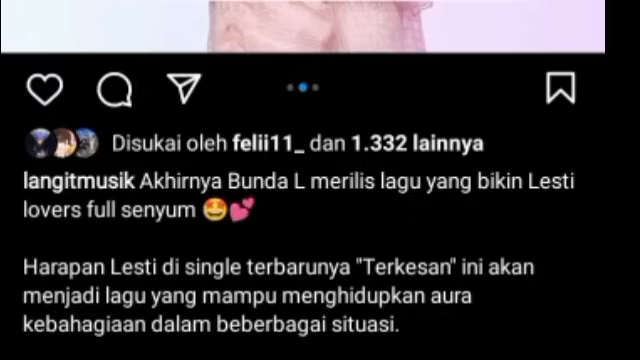 Disukai oleh felii11_ dan 1.332 lainnya
langitmusik Akhirnya Bunda L merilis lagu yang bikin Lesti
lovers full senyum 🤩💕
Harapan Lesti di single terbarunya "Terkesan" ini akan
menjadi lagu yang mampu menghidupkan aura
kebahagiaan dalam beberbagai situasi.